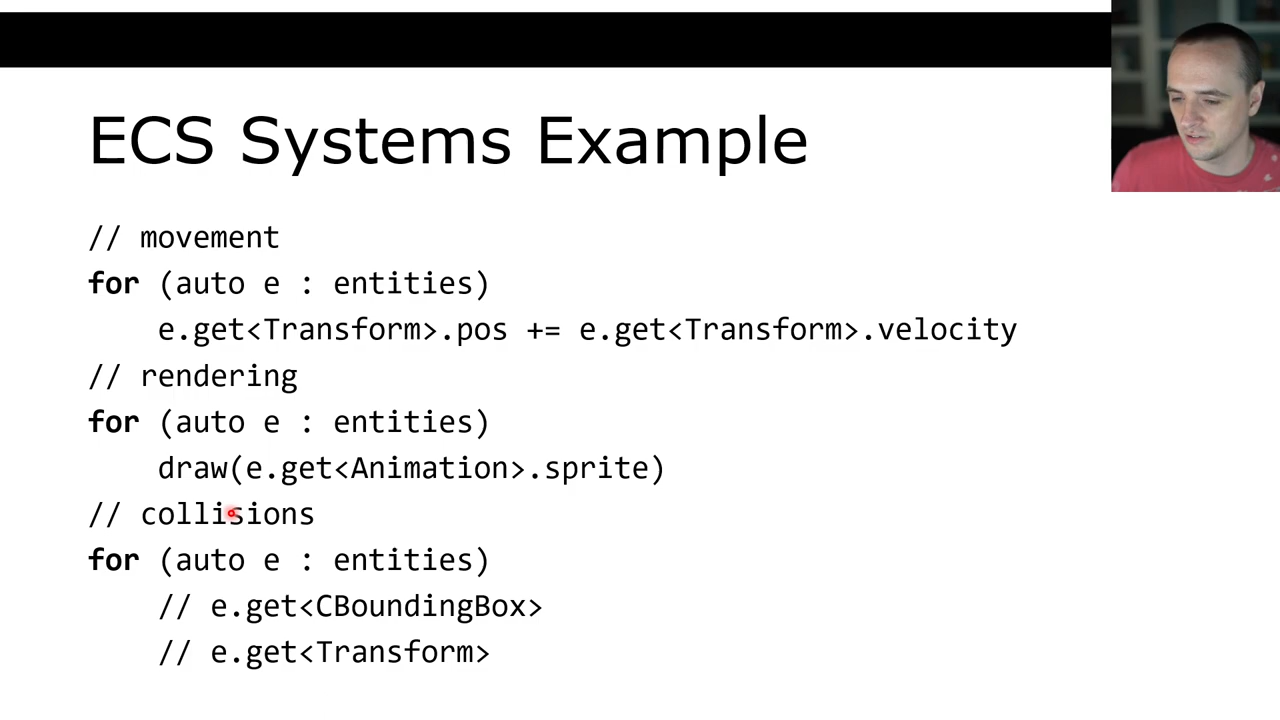 ECS Systems Example
// movement
for (auto e : entities)
    e.get<Transform>.pos += e.get<Transform>.velocity
// rendering
for (auto e : entities)
    draw(e.get<Animation>.sprite)
// collisions
for (auto e : entities)
    // e.get<CBoundingBox>
    // e.get<Transform>